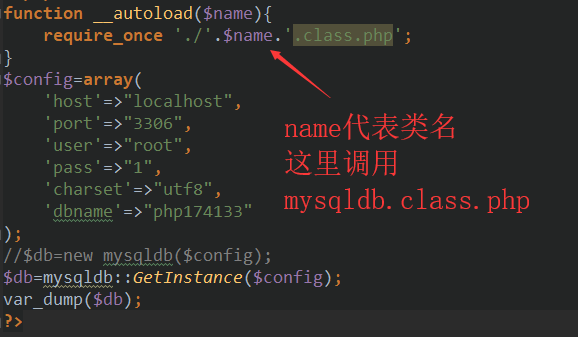 function __autoload($name){
    require_once './'.$name.'.class.php';
}
$config=array(
    'host'=>"localhost",
    'port'=>"3306",
    'user'=>"root",
    'pass'=>"1",
    'charset'=>"utf8",
    'dbname'=>"php174133"
);
//$db=new mysqldb($config);
$db=mysqldb::GetInstance($config);
var_dump($db);
?>
name代表类名
这里调用
mysqldb.class.php